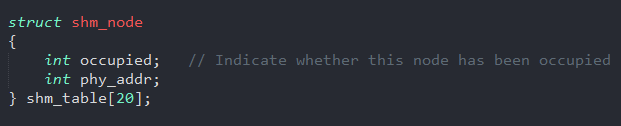 struct shm_node
{
    int occupied;   // Indicate whether this node has been occupied
    int phy_addr;
} shm_table[20];